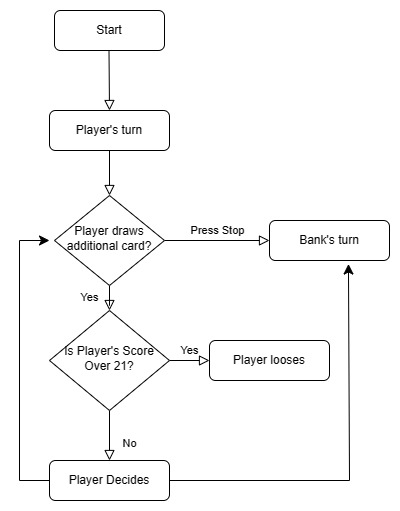 Start
Player's turn
Player draws
additional card?
Press Stop
Bank's turn
Yes
Is Player's Score
Over 21?
Yes
Player looses
No
Player Decides